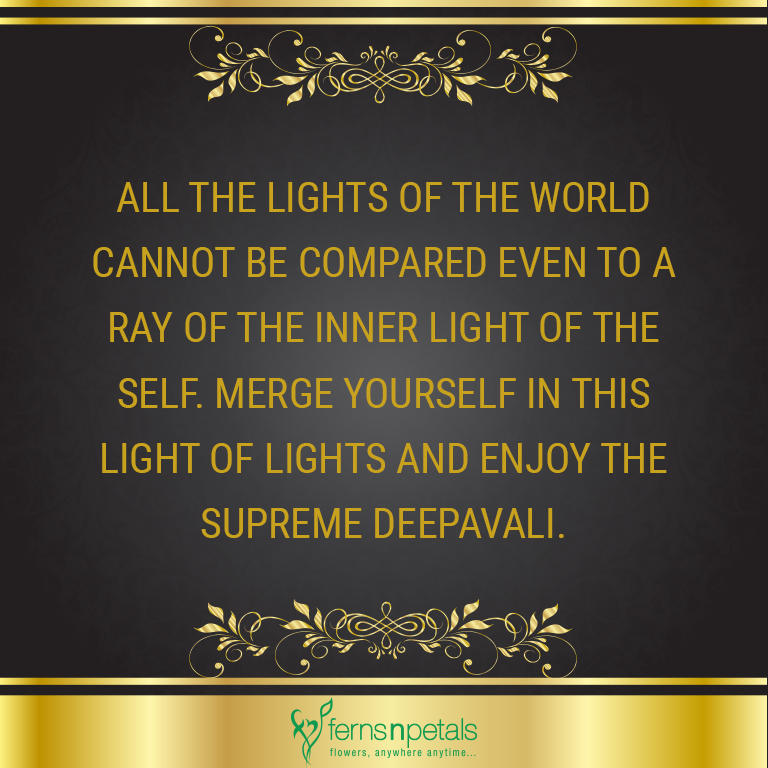 ALL THE LIGHTS OF THE WORLD
CANNOT BE COMPARED EVEN TO A
RAY OF THE INNER LIGHT OF THE
SELF. MERGE YOURSELF IN THIS
LIGHT OF LIGHTS AND ENJOY THE
SUPREME DEEPAVALI.
fernsnpetals
flowers, anywhere anytime...